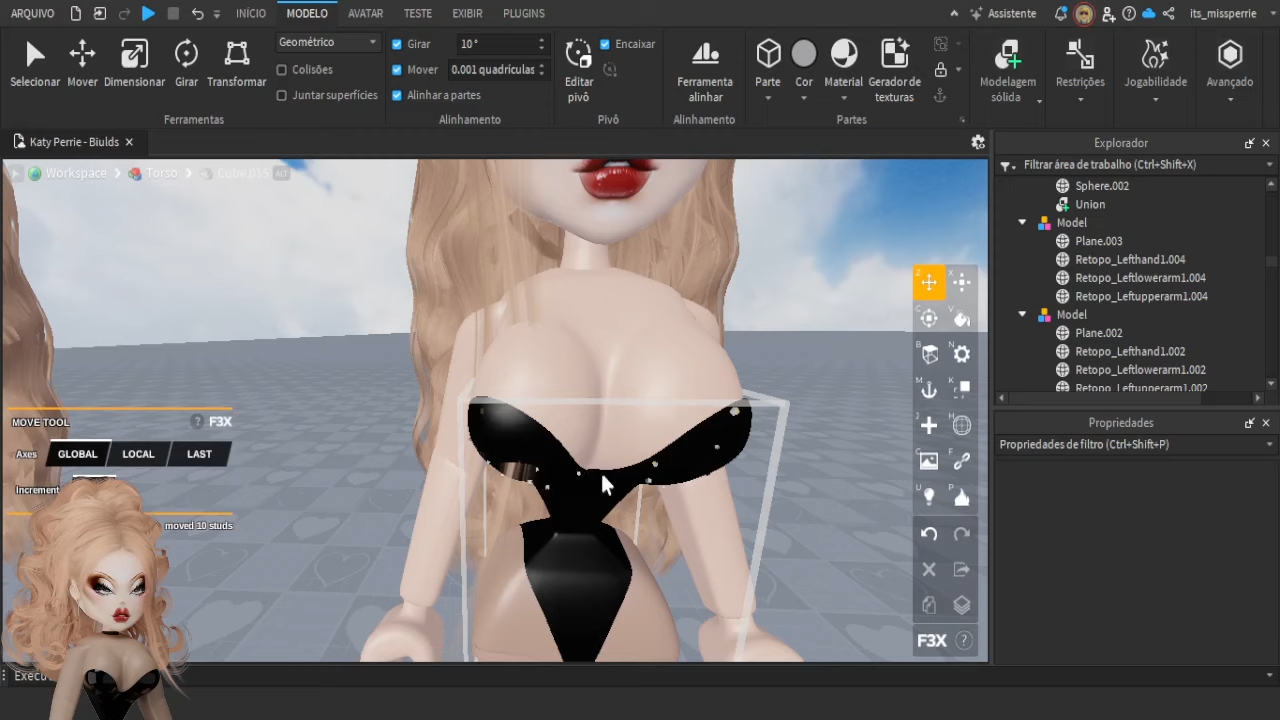 ARQUIVO INÍCIO MODELO AVATAR TESTE EXIBIR PLUGINS Assistente its_missperrie
Selecionar Mover Dimensionar Girar Transformar
Geométrico
Colisões
Juntar superfícies
Ferramentas
Girar 10°
Mover 0.001 quadrículas
Alinhar a partes
Alinhamento
Editar pivô
Encaixar
Pivô
Ferramenta alinhar
Alinhamento
Parte Cor Material Gerador de texturas
Partes
Modelagem sólida
Restrições
Jogabilidade
Avançado
Katy Perrie - Biulds
Workspace Torso Cube.015 ALT
Explorador
Filtrar área de trabalho (Ctrl+Shift+X)
Sphere.002
Union
Model
Plane.003
Retopo_Lefthand1.004
Retopo_Leftlowerarm1.004
Retopo_Leftupperarm1.004
Model
Plane.002
Retopo_Lefthand1.002
Retopo_Leftlowerarm1.002
Retopo_Leftupperarm1.002
Propriedades
Propriedades de filtro (Ctrl+Shift+P)
MOVE TOOL ? F3X
Axes GLOBAL LOCAL LAST
Increment
moved 10 studs
Z X
C V
B N
M K
J H
G F
U P
F3X ?